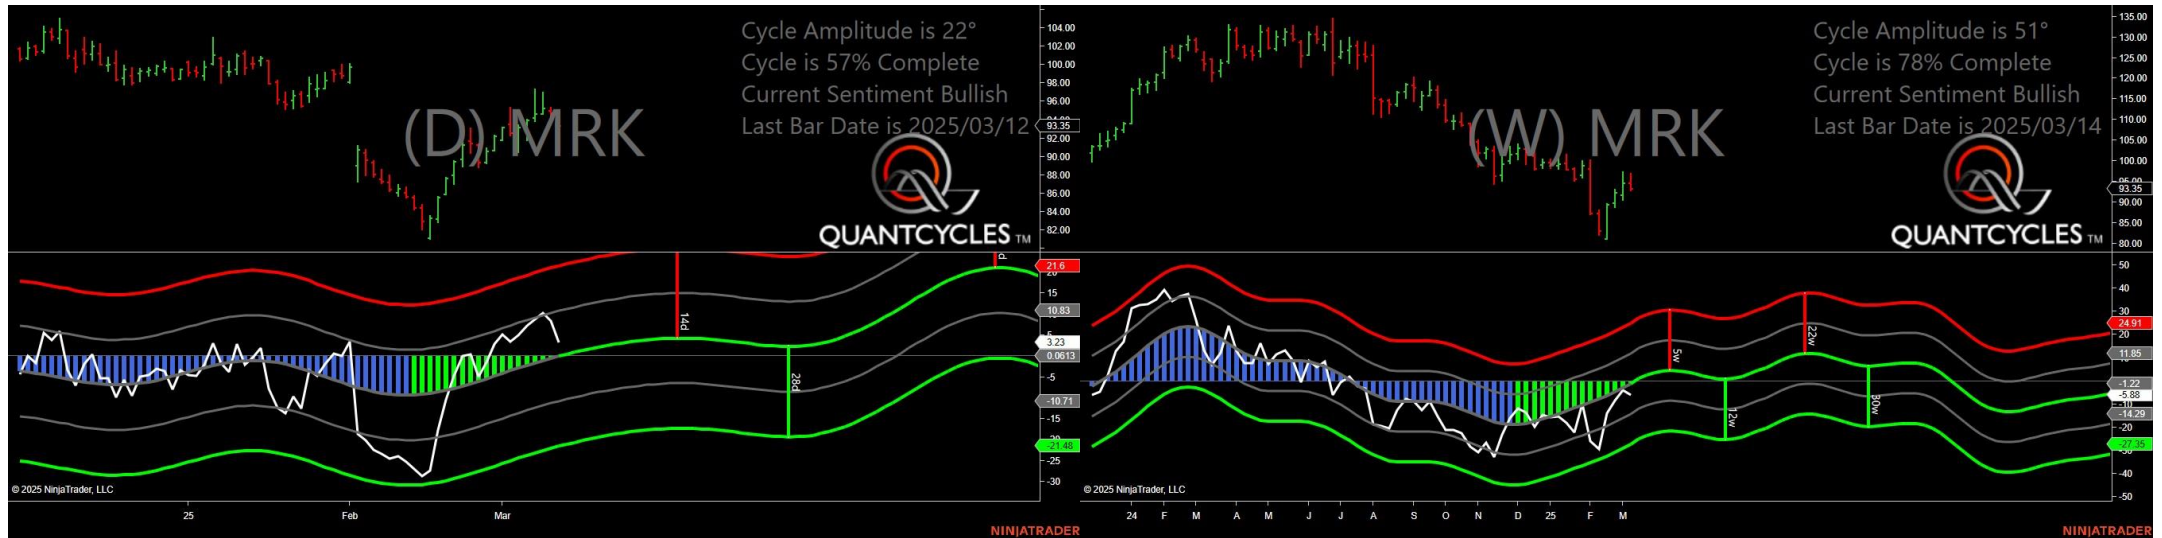 Cycle Amplitude is 22°
Cycle is 57% Complete
Current Sentiment Bullish
Last Bar Date is 2025/03/12
(D) MRK
QUANTCYCLES TM
104.00
102.00
100.00
98.00
96.00
93.35
92.00
90.00
88.00
86.00
84.00
82.00
21.6
15
10.83
3.23
0.0613
-5
-10.71
-15
-21.48
-25
-30
14d
28d
© 2025 NinjaTrader, LLC
25
Feb
Mar
NINJATRADER
Cycle Amplitude is 51°
Cycle is 78% Complete
Current Sentiment Bullish
Last Bar Date is 2025/03/14
(W) MRK
QUANTCYCLES TM
135.00
130.00
125.00
120.00
115.00
110.00
105.00
100.00
95.00
93.35
90.00
85.00
80.00
50
40
30
24.91
20
11.85
-1.22
-5.88
-14.29
-20
-27.35
-40
-50
5w
12w
22w
30w
© 2025 NinjaTrader, LLC
24
F
M
A
M
J
J
A
S
O
N
D
25
F
M
NINJATRADER